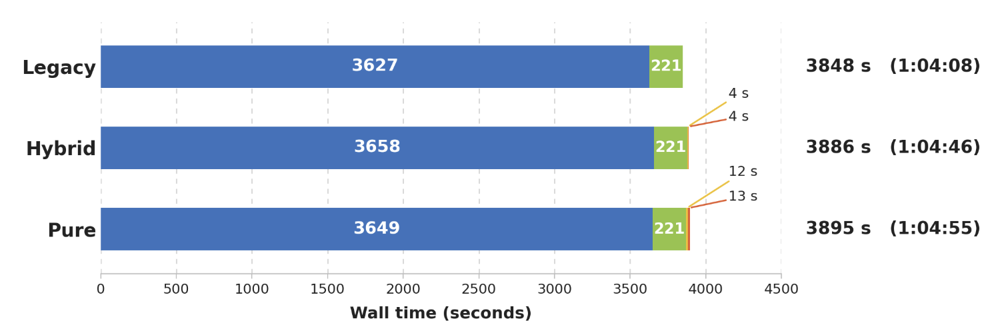 Legacy 3627 221 3848 s (1:04:08)
4 s
4 s
Hybrid 3658 221 3886 s (1:04:46)
12 s
13 s
Pure 3649 221 3895 s (1:04:55)
0 500 1000 1500 2000 2500 3000 3500 4000 4500
Wall time (seconds)